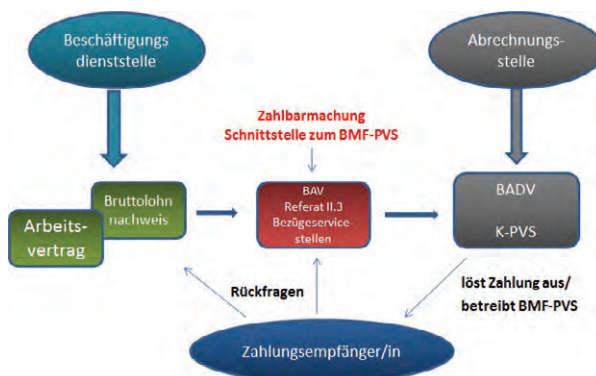 Beschäftigungs
dienststelle
Abrechnungs-
stelle
Zahlbarmachung
Schnittstelle zum BMF-PVS
Bruttolohn
nachweis
Arbeits-
vertrag
BAV
Referat II.3
Bezügeservice
stellen
BADV
K-PVS
Rückfragen
löst Zahlung aus/
betreibt BMF-PVS
Zahlungsempfänger/in